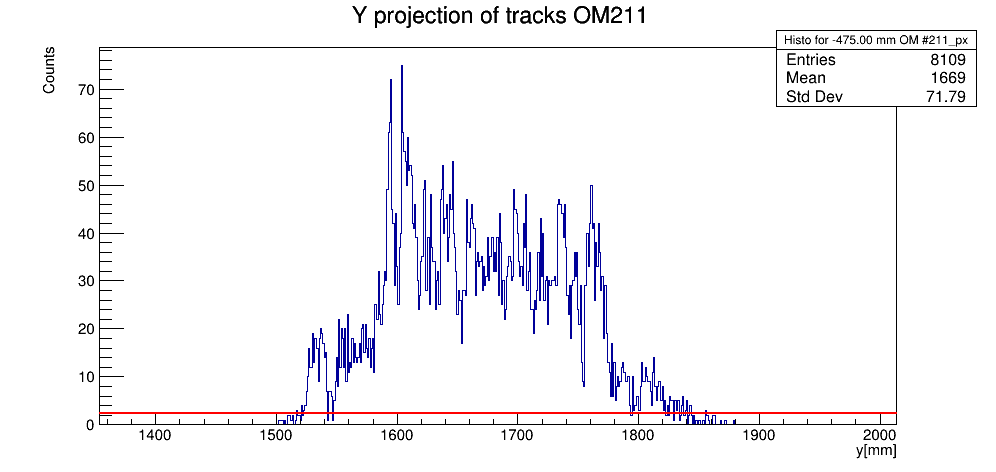 Y projection of tracks OM211
Histo for -475.00 mm OM #211_px
Entries 8109
Mean 1669
Std Dev 71.79
Counts
70
60
50
40
30
20
10
0
1400 1500 1600 1700 1800 1900 2000
y[mm]